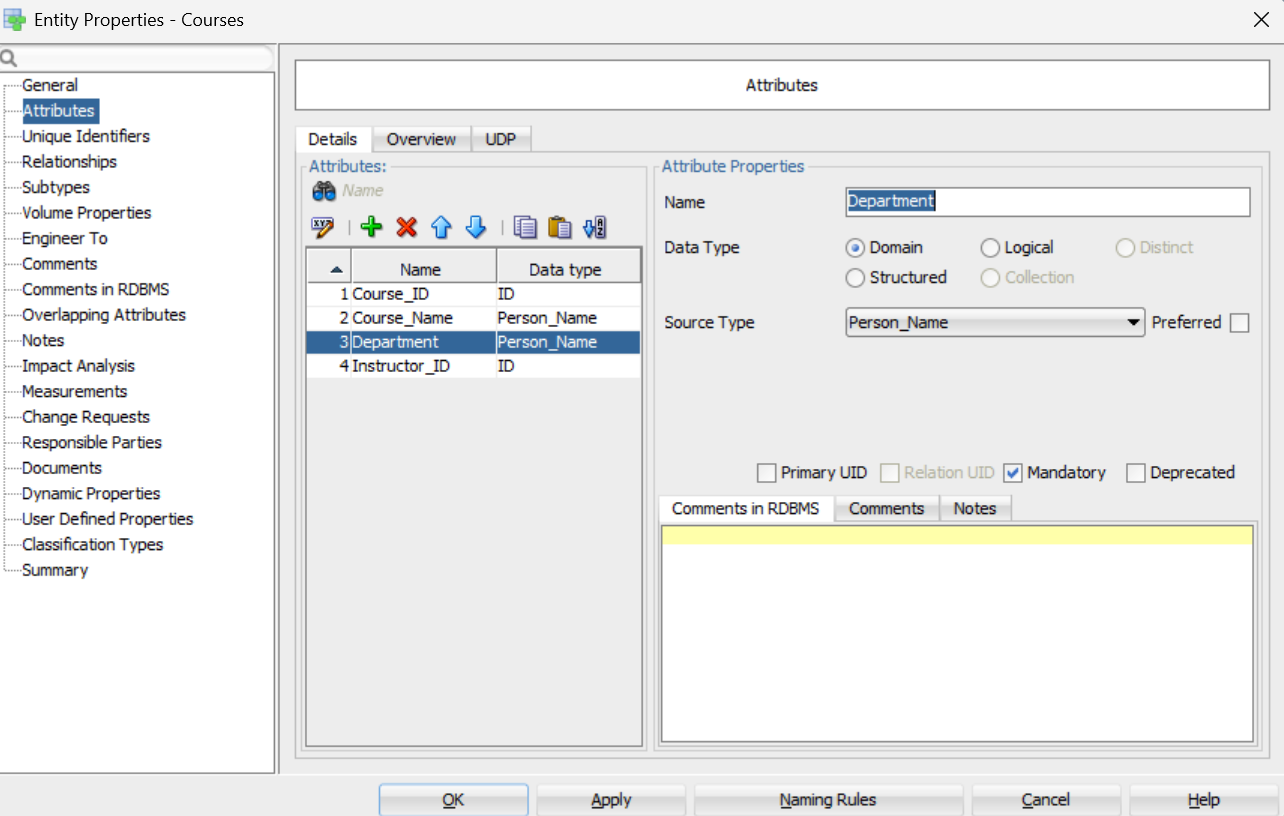 Entity Properties - Courses
General
Attributes
Unique Identifiers
Relationships
Subtypes
Volume Properties
Engineer To
Comments
Comments in RDBMS
Overlapping Attributes
Notes
Impact Analysis
Measurements
Change Requests
Responsible Parties
Documents
Dynamic Properties
User Defined Properties
Classification Types
Summary
Attributes
Details Overview UDP
Attributes:
Name
Name Data type
1 Course_ID ID
2 Course_Name Person_Name
3 Department Person_Name
4 Instructor_ID ID
Attribute Properties
Name Department
Data Type Domain Logical Distinct
Structured Collection
Source Type Person_Name Preferred
Primary UID Relation UID Mandatory Deprecated
Comments in RDBMS Comments Notes
OK Apply Naming Rules Cancel Help